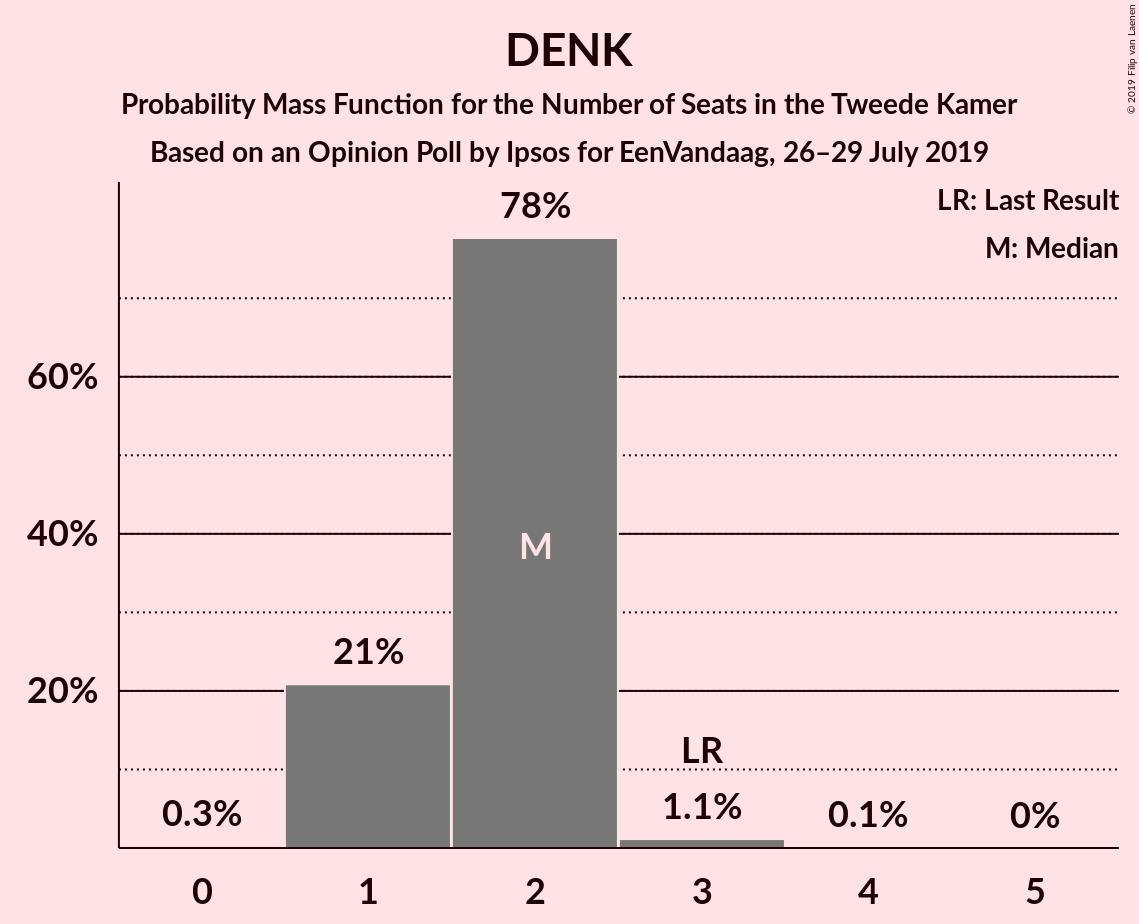 DENK
Probability Mass Function for the Number of Seats in the Tweede Kamer
Based on an Opinion Poll by Ipsos for EenVandaag, 26–29 July 2019
© 2019 Filip van Laenen
LR: Last Result
M: Median
78%
60%
M
40%
21%
20%
LR
0.3%
1.1%
0.1%
0%
0 1 2 3 4 5